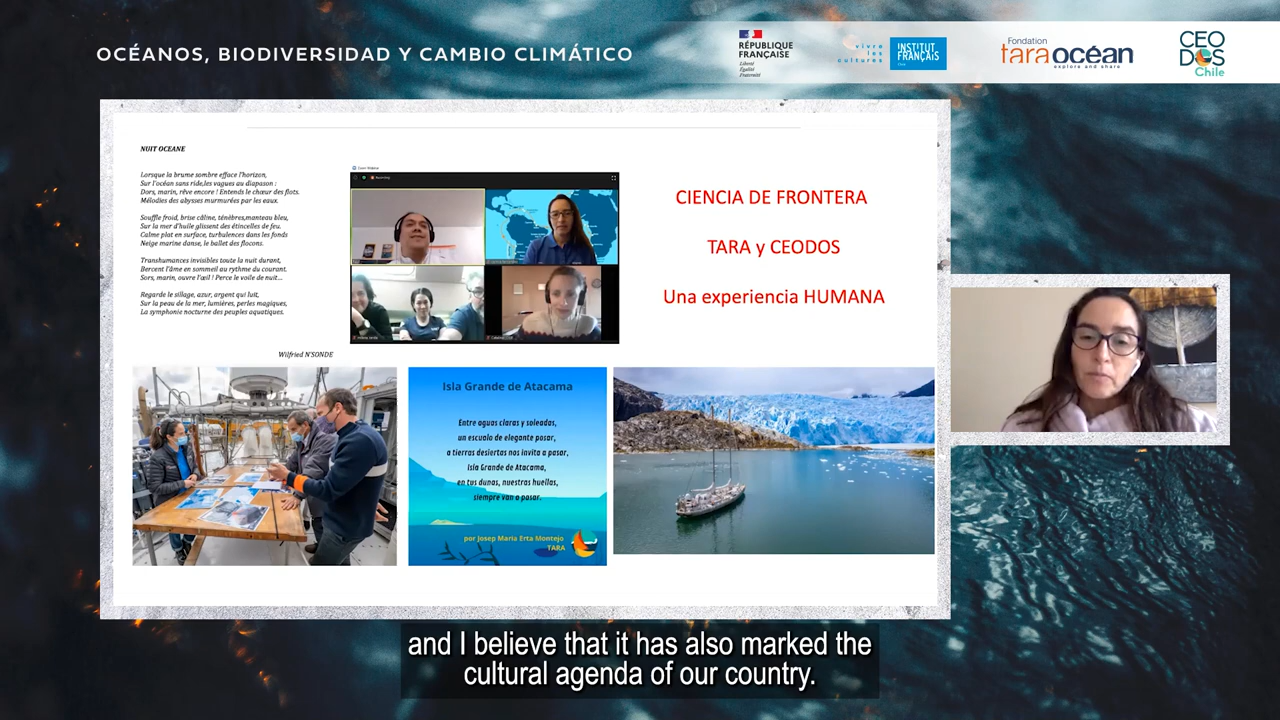 OCÉANOS, BIODIVERSIDAD Y CAMBIO CLIMÁTICO
RÉPUBLIQUE
FRANÇAISE
Liberté
Égalité
Fraternité
vivre
les
cultures
INSTITUT
FRANÇAIS
Fondation
taraocéan
explore and share
CEO
DOS
Chile
NUIT OCEANE
Lorsque la brume sombre efface l'horizon,
Sur l'océan sans ride,les vagues au diapason :
Dors, marin, rêve encore ! Entends le chœur des flots.
Mélodies des abysses murmurées par les eaux.
Souffle froid, brise câline, ténèbres,manteau bleu,
Sur la mer d'huile glissent des étincelles de feu.
Calme plat en surface, turbulences dans les fonds
Neige marine danse, le ballet des flocons.
Transhumances invisibles toute la nuit durant,
Bercent l'âme en sommeil au rythme du courant.
Sors, marin, ouvre l'œil ! Perce le voile de nuit...
Regarde le sillage, azur, argent qui luit,
Sur la peau de la mer, lumières, perles magiques,
La symphonie nocturne des peuples aquatiques.
Wilfried N'SONDE
CIENCIA DE FRONTERA
TARA y CEODOS
Una experiencia HUMANA
Isla Grande de Atacama
Entre aguas claras y soleadas,
un escuolo de elegante posar,
a tierras desiertas nos invita a pasar,
Isla Grande de Atacama,
en tus dunas, nuestras huellas,
siempre van a pasar.
por Josep Maria Erta Montejo
TARA
and I believe that it has also marked the
cultural agenda of our country.